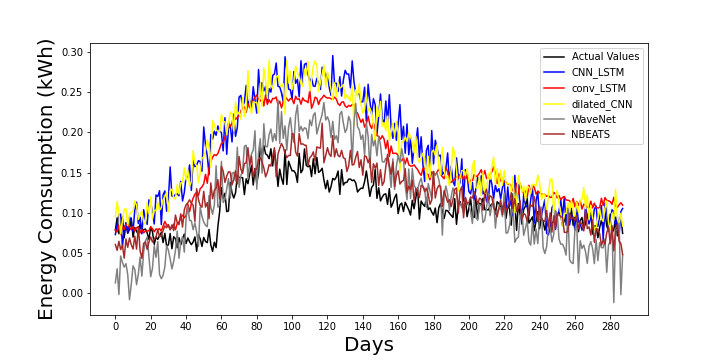 Energy Comsumption (kWh)
0.30
0.25
0.20
0.15
0.10
0.05
0.00
Actual Values
CNN_LSTM
conv_LSTM
dilated_CNN
WaveNet
NBEATS
0 20 40 60 80 100 120 140 160 180 200 220 240 260 280
Days